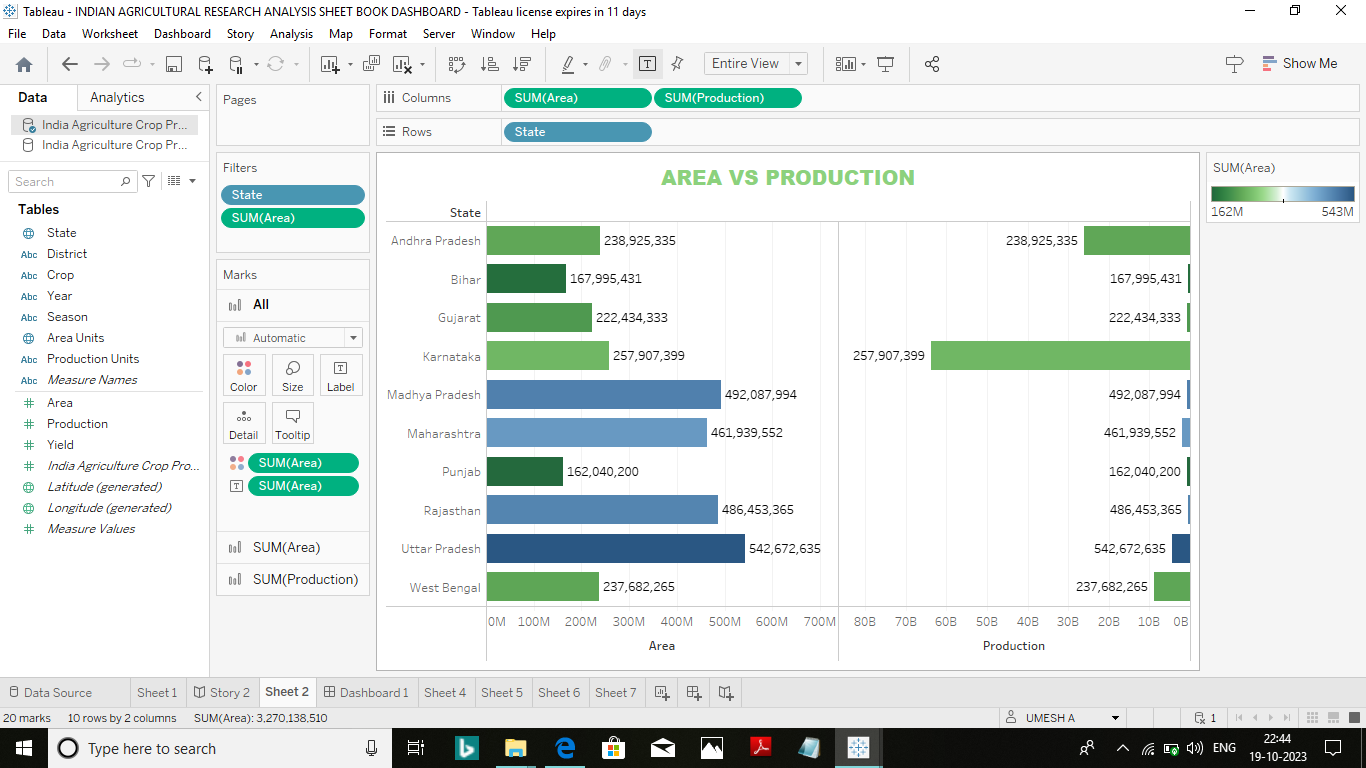 Tableau - INDIAN AGRICULTURAL RESEARCH ANALYSIS SHEET BOOK DASHBOARD - Tableau license expires in 11 days
File Data Worksheet Dashboard Story Analysis Map Format Server Window Help
Entire View
Show Me
Data Analytics
India Agriculture Crop Pr...
India Agriculture Crop Pr...
Search
Tables
State
Abc District
Abc Crop
Abc Year
Abc Season
Area Units
Abc Production Units
Abc Measure Names
Area
Production
Yield
India Agriculture Crop Pro...
Latitude (generated)
Longitude (generated)
Measure Values
Pages
Filters
State
SUM(Area)
Marks
All
Automatic
Color Size Label
Detail Tooltip
SUM(Area)
SUM(Area)
SUM(Area)
SUM(Production)
Columns SUM(Area) SUM(Production)
Rows State
AREA VS PRODUCTION
State
Andhra Pradesh 238,925,335 238,925,335
Bihar 167,995,431 167,995,431
Gujarat 222,434,333 222,434,333
Karnataka 257,907,399 257,907,399
Madhya Pradesh 492,087,994 492,087,994
Maharashtra 461,939,552 461,939,552
Punjab 162,040,200 162,040,200
Rajasthan 486,453,365 486,453,365
Uttar Pradesh 542,672,635 542,672,635
West Bengal 237,682,265 237,682,265
0M 100M 200M 300M 400M 500M 600M 700M 80B 70B 60B 50B 40B 30B 20B 10B 0B
Area Production
SUM(Area)
162M 543M
Data Source Sheet 1 Story 2 Sheet 2 Dashboard 1 Sheet 4 Sheet 5 Sheet 6 Sheet 7
20 marks 10 rows by 2 columns SUM(Area): 3,270,138,510 UMESH A 1
Type here to search
ENG
22:44
19-10-2023